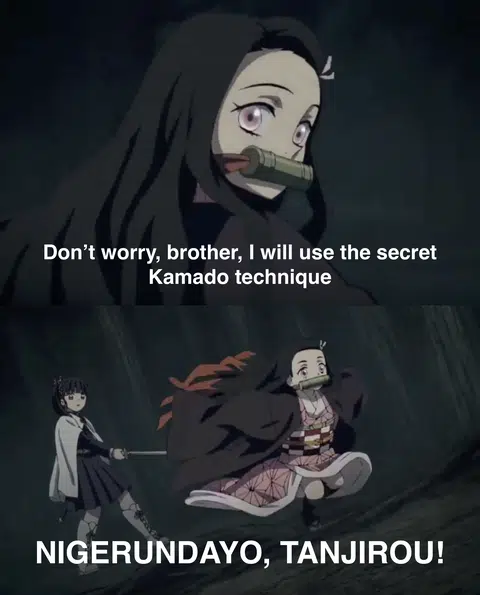 Don’t worry, brother, I will use the secret
Kamado technique
NIGERUNDAYO, TANJIROU!